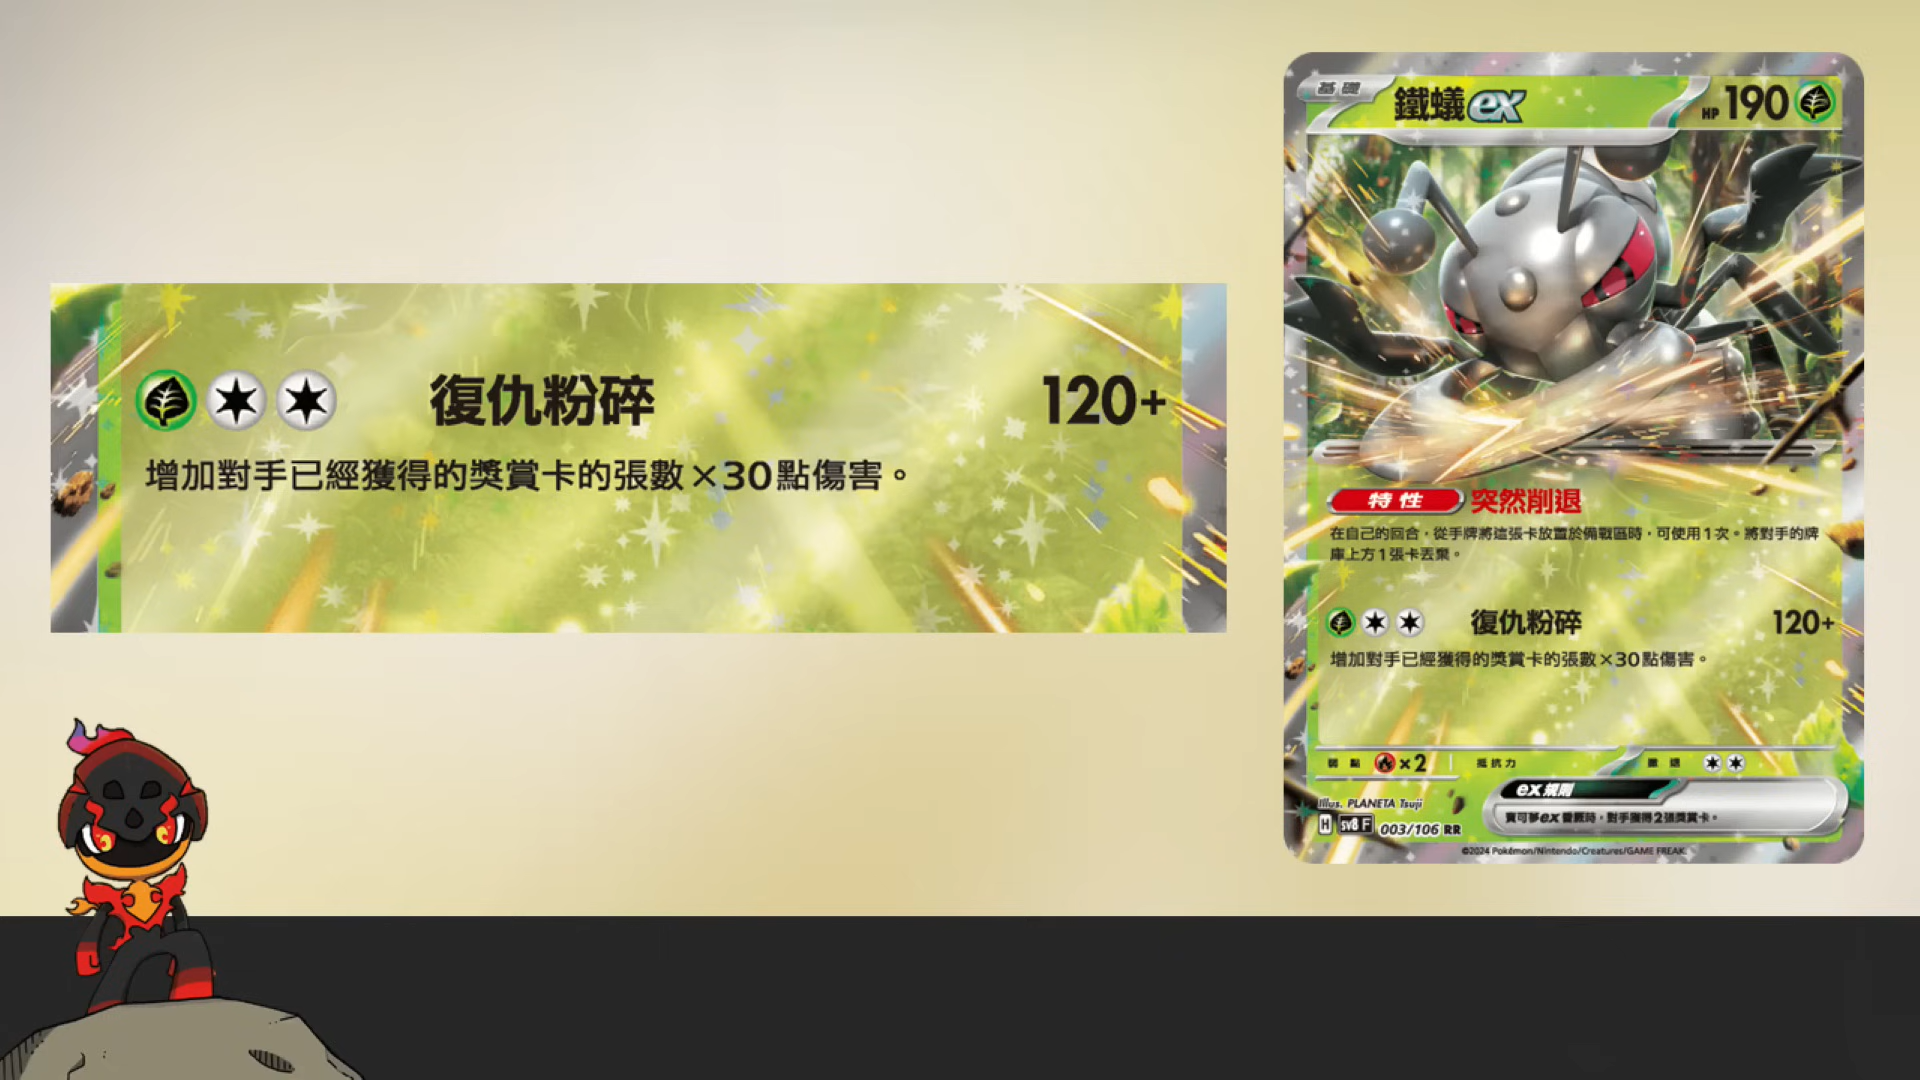 復仇粉碎
120+
增加對手已經獲得的獎賞卡的張數×30點傷害。
基礎
鐵蟻ex
HP190
特性
突然削退
在自己的回合,從手牌將這張卡放置於備戰區時,可使用1次。將對手的牌
庫上方1張卡丟棄。
復仇粉碎
120+
增加對手已經獲得的獎賞卡的張數×30點傷害。
弱點 ×2 抵抗力 撤退
ex規則
寶可夢ex昏厥時,對手獲得2張獎賞卡。
Illus. PLANETA Tsuji
H SV8 F 003/106 RR
©2024 Pokémon/Nintendo/Creatures/GAME FREAK.